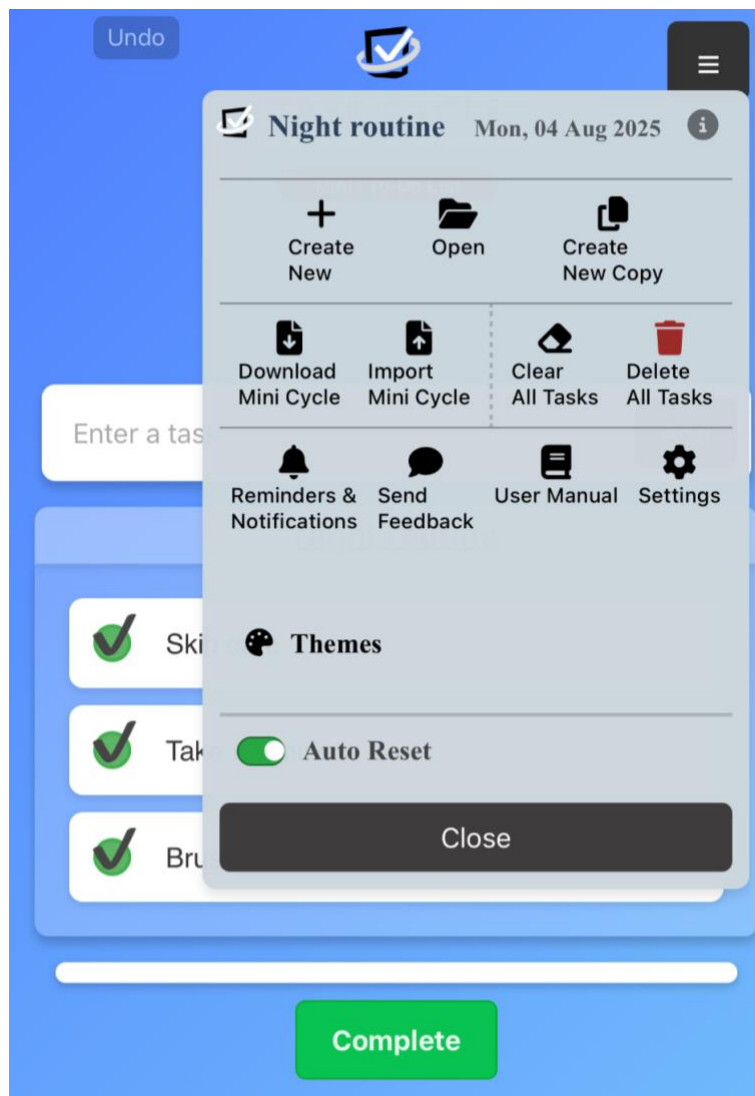 Undo
Night routine Mon, 04 Aug 2025
Create
New
Open
Create
New Copy
Download
Mini Cycle
Import
Mini Cycle
Clear
All Tasks
Delete
All Tasks
Enter a tas
Reminders &
Notifications
Send
Feedback
User Manual
Settings
Ski
Themes
Tak
Auto Reset
Close
Bru
Complete